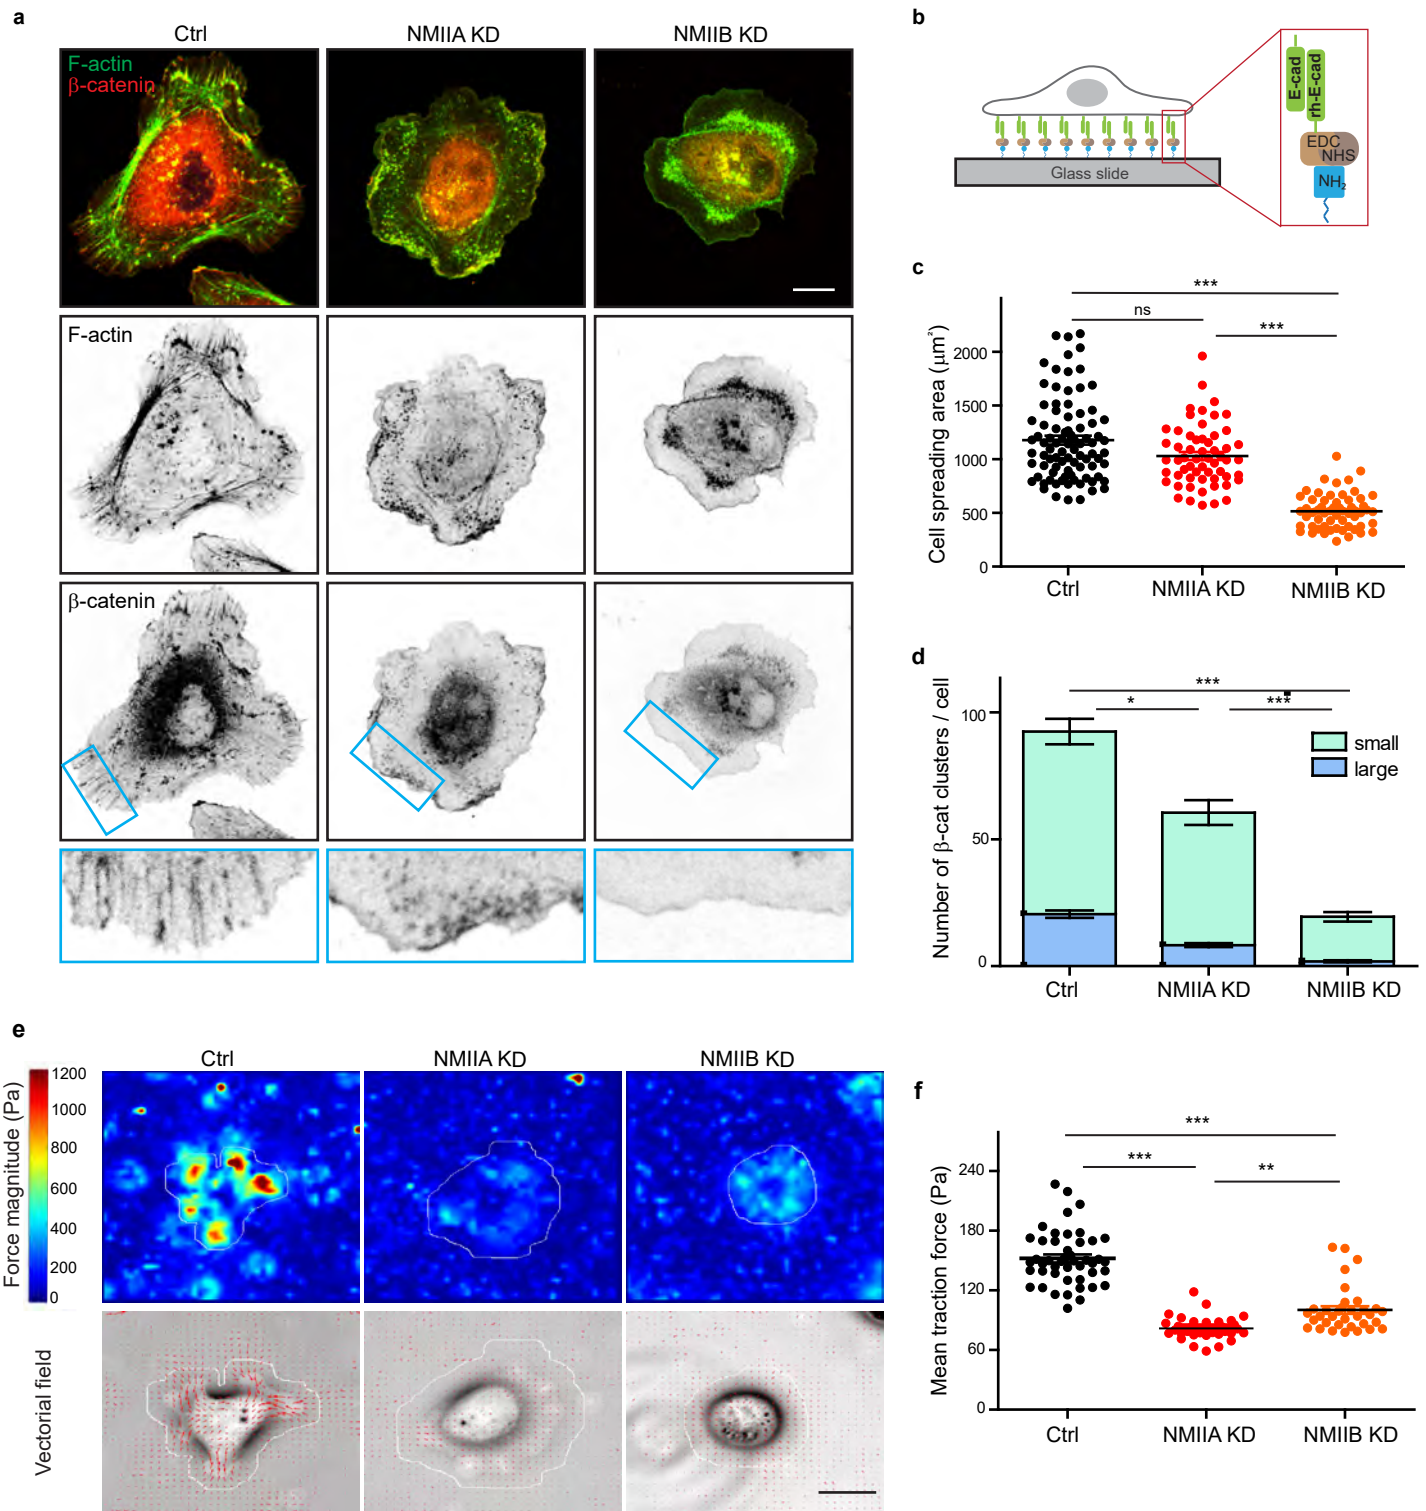 a
Ctrl
NMIIA KD
NMIIB KD
F-actin
β-catenin
F-actin
β-catenin
b
E-cad
rh-E-cad
EDC
NHS
NH₂
Glass slide
c
***
ns
***
Cell spreading area (μm²)
2000
1500
1000
500
0
Ctrl
NMIIA KD
NMIIB KD
d
***
*
***
Number of β-cat clusters / cell
100
50
0
small
large
Ctrl
NMIIA KD
NMIIB KD
e
Ctrl
NMIIA KD
NMIIB KD
Force magnitude (Pa)
1200
1000
800
600
400
200
0
Vectorial field
f
***
***
**
Mean traction force (Pa)
240
180
120
60
0
Ctrl
NMIIA KD
NMIIB KD